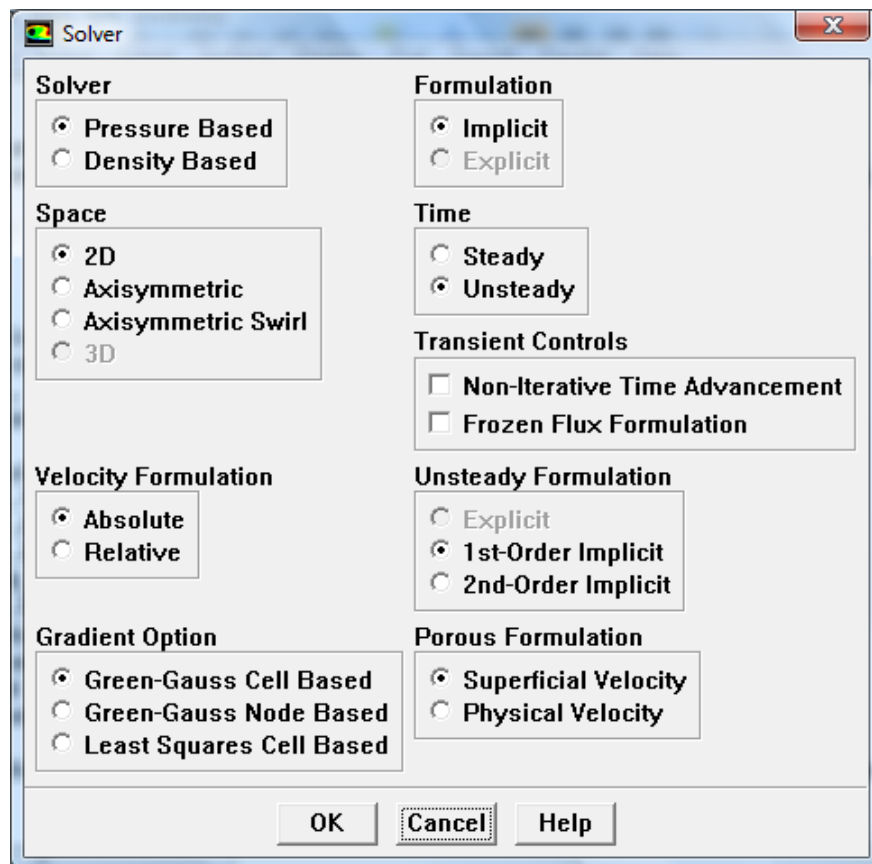 Solver
Solver
Pressure Based
Density Based
Formulation
Implicit
Explicit
Space
2D
Axisymmetric
Axisymmetric Swirl
3D
Time
Steady
Unsteady
Transient Controls
Non-Iterative Time Advancement
Frozen Flux Formulation
Velocity Formulation
Absolute
Relative
Unsteady Formulation
Explicit
1st-Order Implicit
2nd-Order Implicit
Gradient Option
Green-Gauss Cell Based
Green-Gauss Node Based
Least Squares Cell Based
Porous Formulation
Superficial Velocity
Physical Velocity
OK
Cancel
Help